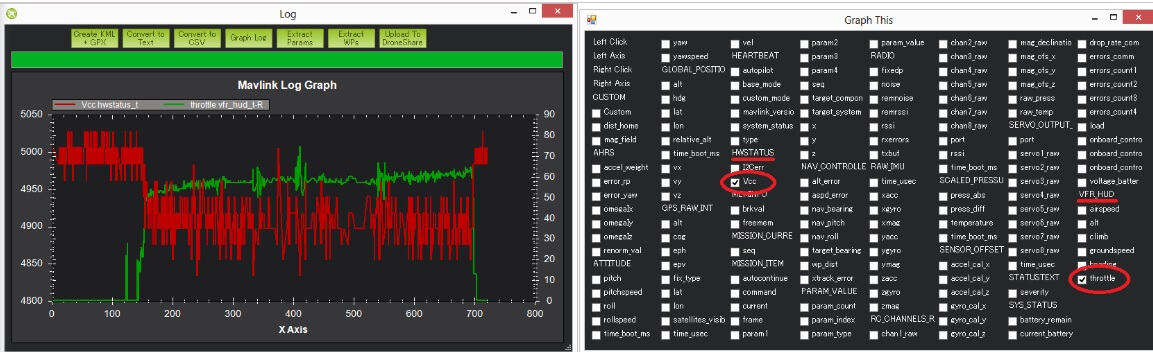 Log
Create KML + GPX
Convert to Text
Convert to CSV
Graph Log
Extract Params
Extract WPs
Upload To DroneShare
Mavlink Log Graph
Vcc hwstatus_t
throttle vfr_hud_t-R
5050
5000
4950
4900
4850
4800
90
80
70
60
50
40
30
20
10
0
0 100 200 300 400 500 600 700 800
X Axis
Graph This
Left Click
Left Axis
Right Click
Right Axis
CUSTOM
Custom
dist_home
mag_field
AHRS
accel_weight
error_rp
error_yaw
omegaIx
omegaIy
omegaIz
renorm_val
ATTITUDE
pitch
pitchspeed
roll
rollspeed
time_boot_ms
yaw
yawspeed
GLOBAL_POSITIO
alt
hdg
lat
lon
relative_alt
time_boot_ms
vx
vy
vz
GPS_RAW_INT
alt
cog
eph
epv
fix_type
lat
lon
satellites_visib
time_usec
vel
HEARTBEAT
autopilot
base_mode
custom_mode
mavlink_versio
system_status
type
HWSTATUS
I2Cerr
Vcc
MEMINFO
brkval
freemem
MISSION_CURRE
seq
MISSION_ITEM
autocontinue
command
current
frame
param1
param2
param3
param4
seq
target_compon
target_system
x
y
z
NAV_CONTROLLE
alt_error
aspd_error
nav_bearing
nav_pitch
nav_roll
target bearing
wp_dist
xtrack_error
PARAM_VALUE
param_count
param_index
param_type
param_value
RADIO
fixedp
noise
remnoise
remrssi
rssi
rxerrors
txbuf
RAW_IMU
time_usec
xacc
xgyro
xmag
yacc
ygyro
ymag
zacc
zgyro
zmag
RC_CHANNELS_R
chan1_raw
chan2_raw
chan3_raw
chan4_raw
chan5_raw
chan6_raw
chan7_raw
chan8_raw
port
rssi
time_boot_ms
SCALED_PRESSU
press_abs
press_diff
temperature
time_boot_ms
SENSOR_OFFSET
accel_cal_x
accel_cal_y
accel_cal_z
gyro_cal_x
gyro_cal_y
gyro_cal_z
mag_declinatio
mag_ofs_x
mag_ofs_y
mag_ofs_z
raw_press
raw_temp
SERVO_OUTPUT_
port
servo1_raw
servo2_raw
servo3_raw
servo4_raw
servo5_raw
servo6_raw
servo7_raw
servo8_raw
time_usec
STATUSTEXT
severity
SYS_STATUS
battery_remain
current_battery
drop_rate_com
errors_comm
errors_count1
errors_count2
errors_count3
errors_count4
load
onboard_contro
onboard_contro
onboard_contro
voltage_batter
VFR_HUD
airspeed
alt
climb
groundspeed
heading
throttle